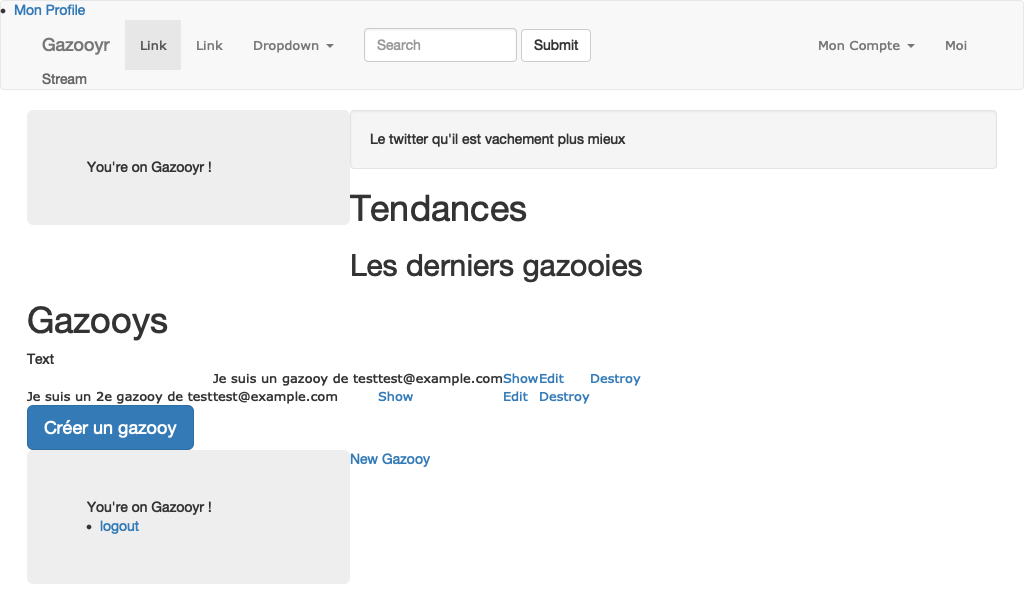 Mon Profile
Gazooyr Link Link Dropdown Search Submit Mon Compte Moi
Stream
You're on Gazooyr !
Le twitter qu'il est vachement plus mieux
Tendances
Les derniers gazooies
Gazooys
Text
Je suis un gazooy de testtest@example.comShowEdit Destroy
Je suis un 2e gazooy de testtest@example.com Show Edit Destroy
Créer un gazooy
New Gazooy
You're on Gazooyr !
logout